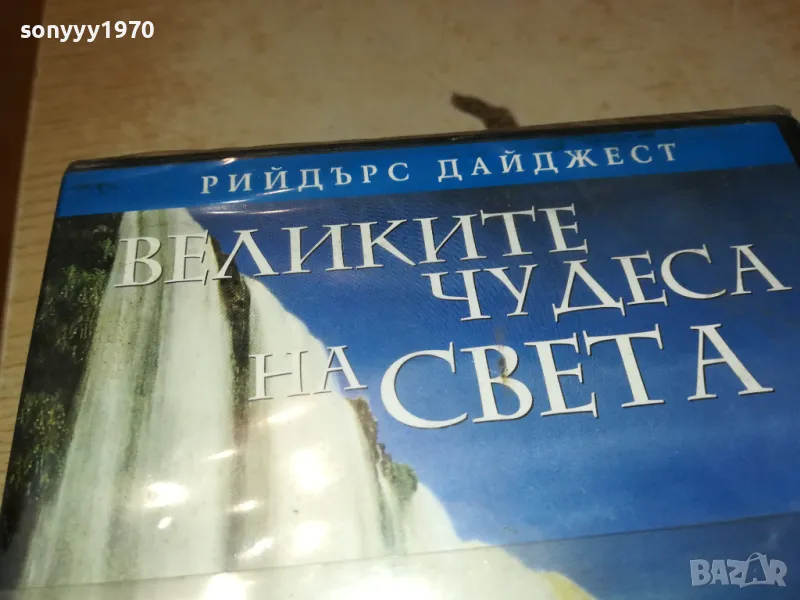 sonyyy1970
РИЙДЪРС ДАЙДЖЕСТ
ВЕЛИКИТЕ
ЧУДЕСА
НА СВЕТА
BAZAR